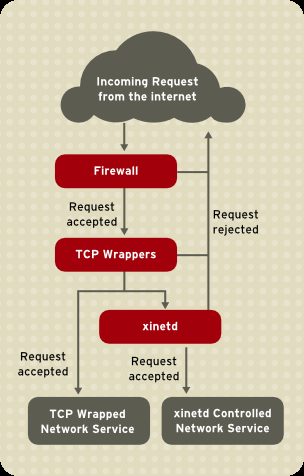 Incoming Request
from the internet
Firewall
Request
accepted
Request
rejected
TCP Wrappers
xinetd
Request
accepted
Request
accepted
TCP Wrapped
Network Service
xinetd Controlled
Network Service